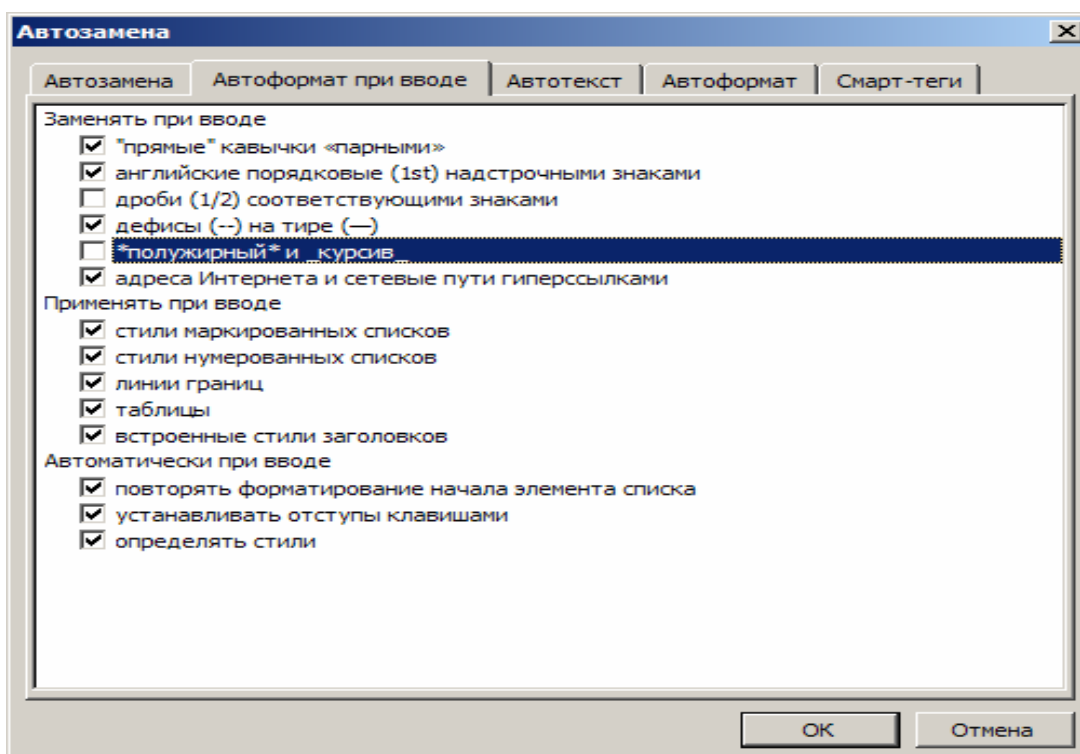 Автозамена
Автозамена Автоформат при вводе Автотекст Автоформат Смарт-теги
Заменять при вводе
"прямые" кавычки «парными»
английские порядковые (1st) надстрочными знаками
дроби (1/2) соответствующими знаками
дефисы (--) на тире (—)
*полужирный* и _курсив_
адреса Интернета и сетевые пути гиперссылками
Применять при вводе
стили маркированных списков
стили нумерованных списков
линии границ
таблицы
встроенные стили заголовков
Автоматически при вводе
повторять форматирование начала элемента списка
устанавливать отступы клавишами
определять стили
ОК Отмена